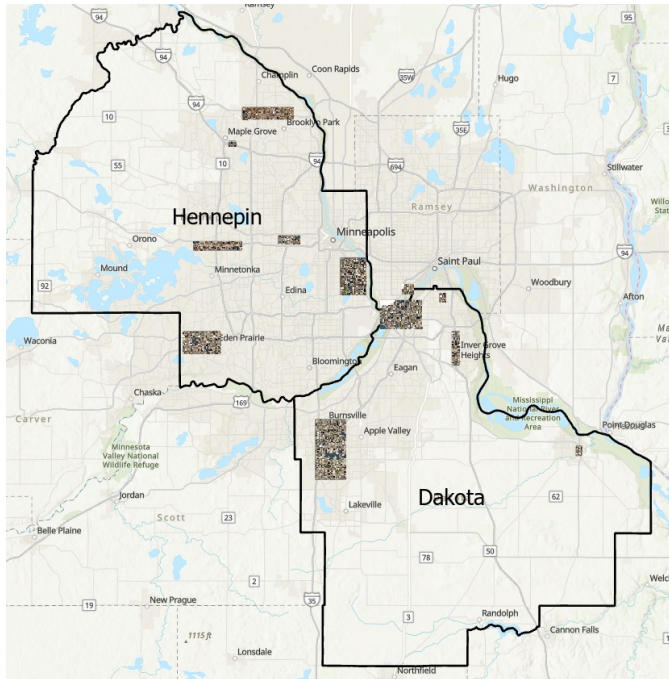 Ramsey
94
95
94
Champlin
Coon Rapids
35W
Hugo
7
94
10
Brooklyn Park
Maple Grove
35E
94
55
10
694
Stillwater
Washington
Ramsey
Hennepin
Orono
Minneapolis
94
Mound
Minnetonka
Saint Paul
Woodbury
92
Edina
Afton
Waconia
Eden Prairie
Inver Grove
Heights
Bloomington
Eagan
Chaska
169
Mississippi
National River
and Recreation
Area
Carver
Burnsville
Point Douglas
Minnesota
Valley National
Wildlife Refuge
Apple Valley
Jordan
Dakota
62
Lakeville
Scott
23
Belle Plaine
50
78
2
19
New Prague
35
3
Randolph
1115 ft
Cannon Falls
Lonsdale
Northfield